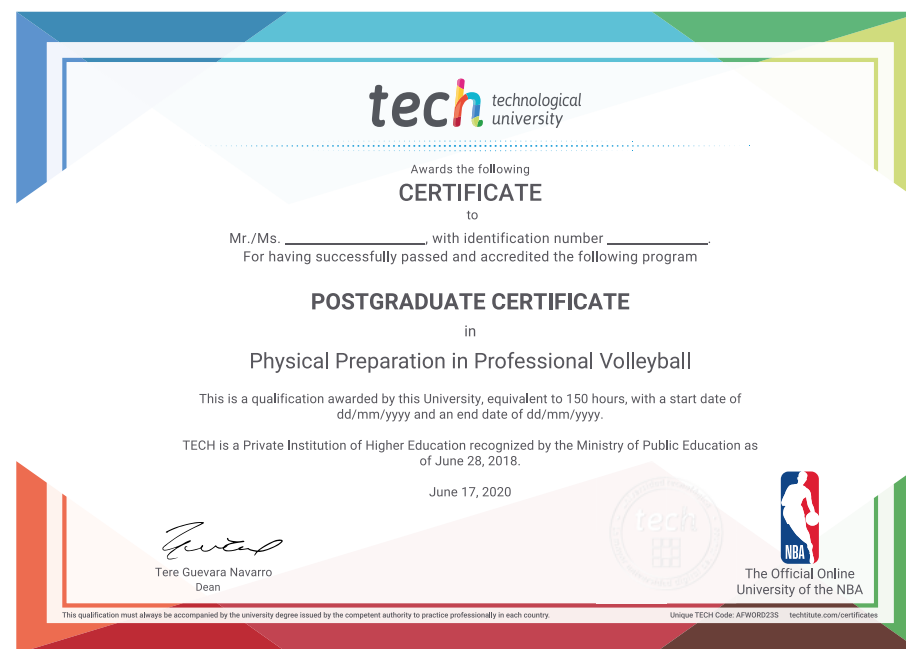 tech technological
university
Awards the following
CERTIFICATE
to
Mr./Ms. ____________, with identification number ____________.
For having successfully passed and accredited the following program
POSTGRADUATE CERTIFICATE
in
Physical Preparation in Professional Volleyball
This is a qualification awarded by this University, equivalent to 150 hours, with a start date of
dd/mm/yyyy and an end date of dd/mm/yyyy.
TECH is a Private Institution of Higher Education recognized by the Ministry of Public Education as
of June 28, 2018.
June 17, 2020
tech
Tere Guevara Navarro
Dean
NBA
The Official Online
University of the NBA
This qualification must always be accompanied by the university degree issued by the competent authority to practice professionally in each country.
Unique TECH Code: AFWORD23S techtitute.com/certificates